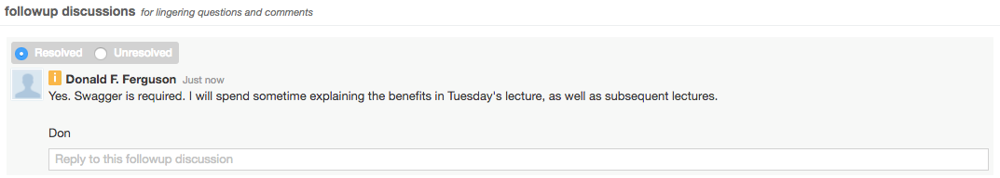 followup discussions for lingering questions and comments
Resolved Unresolved
i Donald F. Ferguson Just now
Yes. Swagger is required. I will spend sometime explaining the benefits in Tuesday's lecture, as well as subsequent lectures.
Don
Reply to this followup discussion